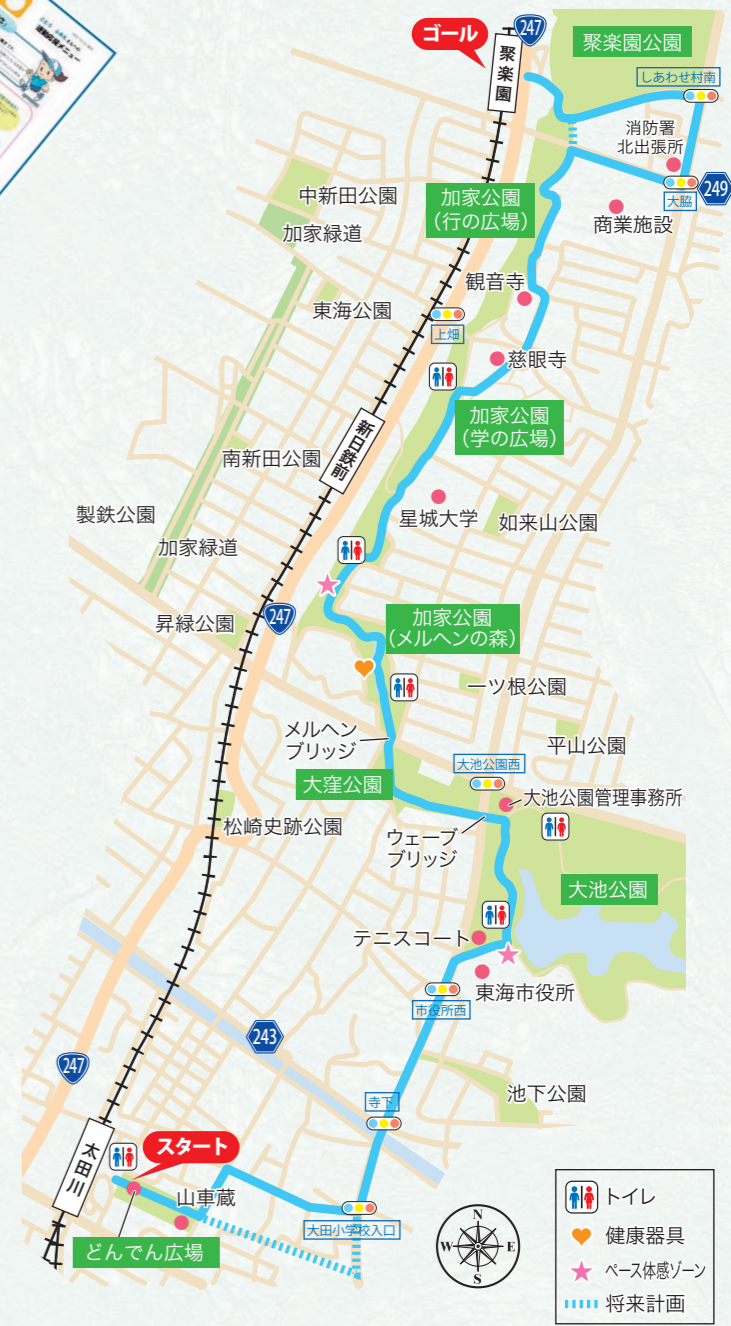 運動応援メニュー
ゴール
247
聚楽園
聚楽園公園
しあわせ村南
消防署
北出張所
249
大脇
商業施設
中新田公園
加家緑道
加家公園
(行の広場)
観音寺
東海公園
上畑
慈眼寺
加家公園
(学の広場)
新日鉄前
南新田公園
星城大学
如来山公園
製鉄公園
加家緑道
昇緑公園
247
加家公園
(メルヘンの森)
一ツ根公園
メルヘン
ブリッジ
平山公園
大池公園西
大窪公園
大池公園管理事務所
松崎史跡公園
ウェーブ
ブリッジ
大池公園
テニスコート
東海市役所
市役所西
243
247
池下公園
寺下
太田川
スタート
山車蔵
大田小学校入口
どんでん広場
N
W
E
S
トイレ
健康器具
ペース体感ゾーン
将来計画